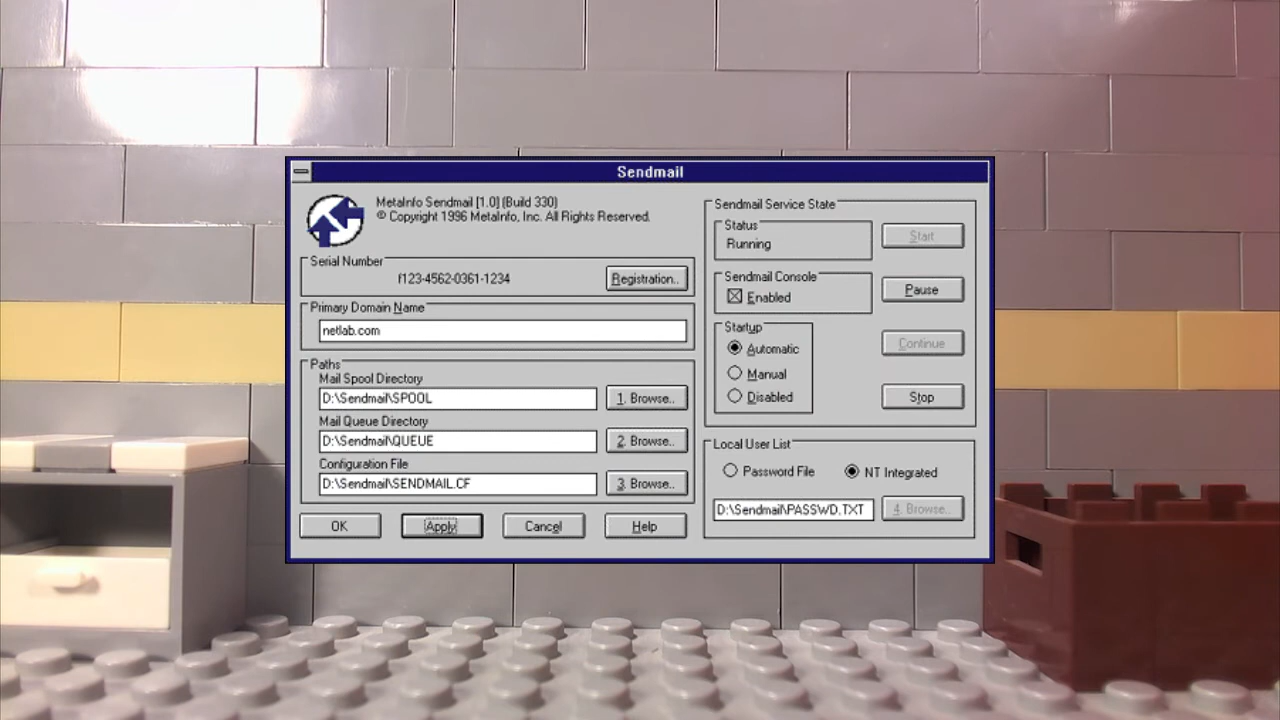 Sendmail
MetaInfo Sendmail [1.0] (Build 330)
© Copyright 1996 MetaInfo, Inc. All Rights Reserved.
Serial Number
f123-4562-0361-1234
Registration..
Primary Domain Name
netlab.com
Paths
Mail Spool Directory
D:\Sendmail\SPOOL
1. Browse..
Mail Queue Directory
D:\Sendmail\QUEUE
2. Browse..
Configuration File
D:\Sendmail\SENDMAIL.CF
3. Browse..
OK
Apply
Cancel
Help
Sendmail Service State
Status
Running
Start
Sendmail Console
Enabled
Pause
Startup
Automatic
Manual
Disabled
Continue
Stop
Local User List
Password File
NT Integrated
D:\Sendmail\PASSWD.TXT
4. Browse..